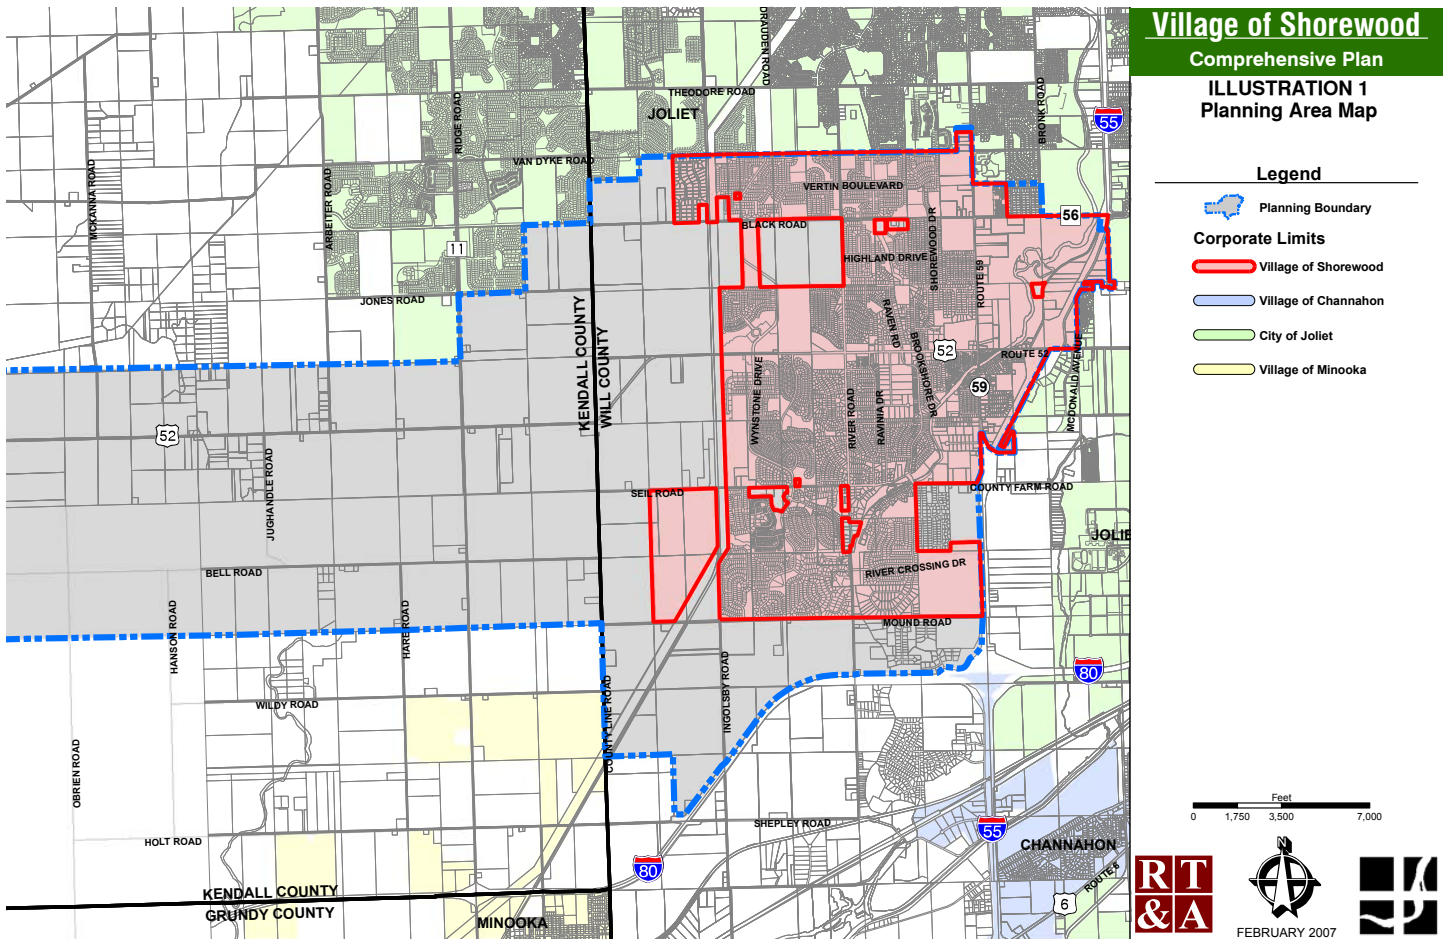 Village of Shorewood
Comprehensive Plan
ILLUSTRATION 1
Planning Area Map
Legend
Planning Boundary
Corporate Limits
Village of Shorewood
Village of Channahon
City of Joliet
Village of Minooka
Feet
0 1,750 3,500 7,000
RT
&A
N
FEBRUARY 2007
DRAUDEN ROAD
THEODORE ROAD
JOLIET
BRONK ROAD
55
RIDGE ROAD
VAN DYKE ROAD
MCKANNA ROAD
ARBEITER ROAD
VERTIN BOULEVARD
56
BLACK ROAD
SHOREWOOD DR
11
HIGHLAND DRIVE
ROUTE 59
JONES ROAD
KENDALL COUNTY
WILL COUNTY
RAVEN RD
BROOKSHORE DR
52
ROUTE 52
MCDONALD AVENUE
WYNSTONE DRIVE
59
RIVER ROAD
RAVINIA DR
52
JUGHANDLE ROAD
SEIL ROAD
COUNTY FARM ROAD
JOLIE
BELL ROAD
RIVER CROSSING DR
HANSON ROAD
HARE ROAD
MOUND ROAD
80
INGOLSBY ROAD
COUNTY LINE ROAD
WILDY ROAD
OBRIEN ROAD
SHEPLEY ROAD
55
HOLT ROAD
CHANNAHON
80
KENDALL COUNTY
GRUNDY COUNTY
ROUTE 6
6
MINOOKA